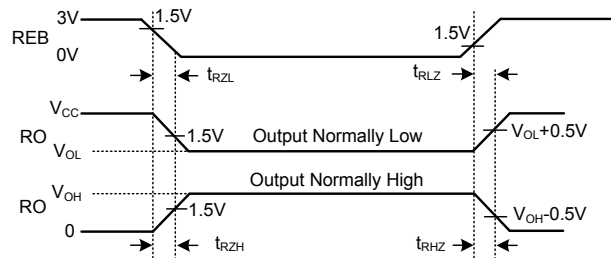 3V
1.5V
1.5V
REB
0V
tRZL
tRLZ
VCC
RO
1.5V
Output Normally Low
VOL+0.5V
VOL
Output Normally High
VOH
RO
1.5V
VOH-0.5V
0
tRZH
tRHZ